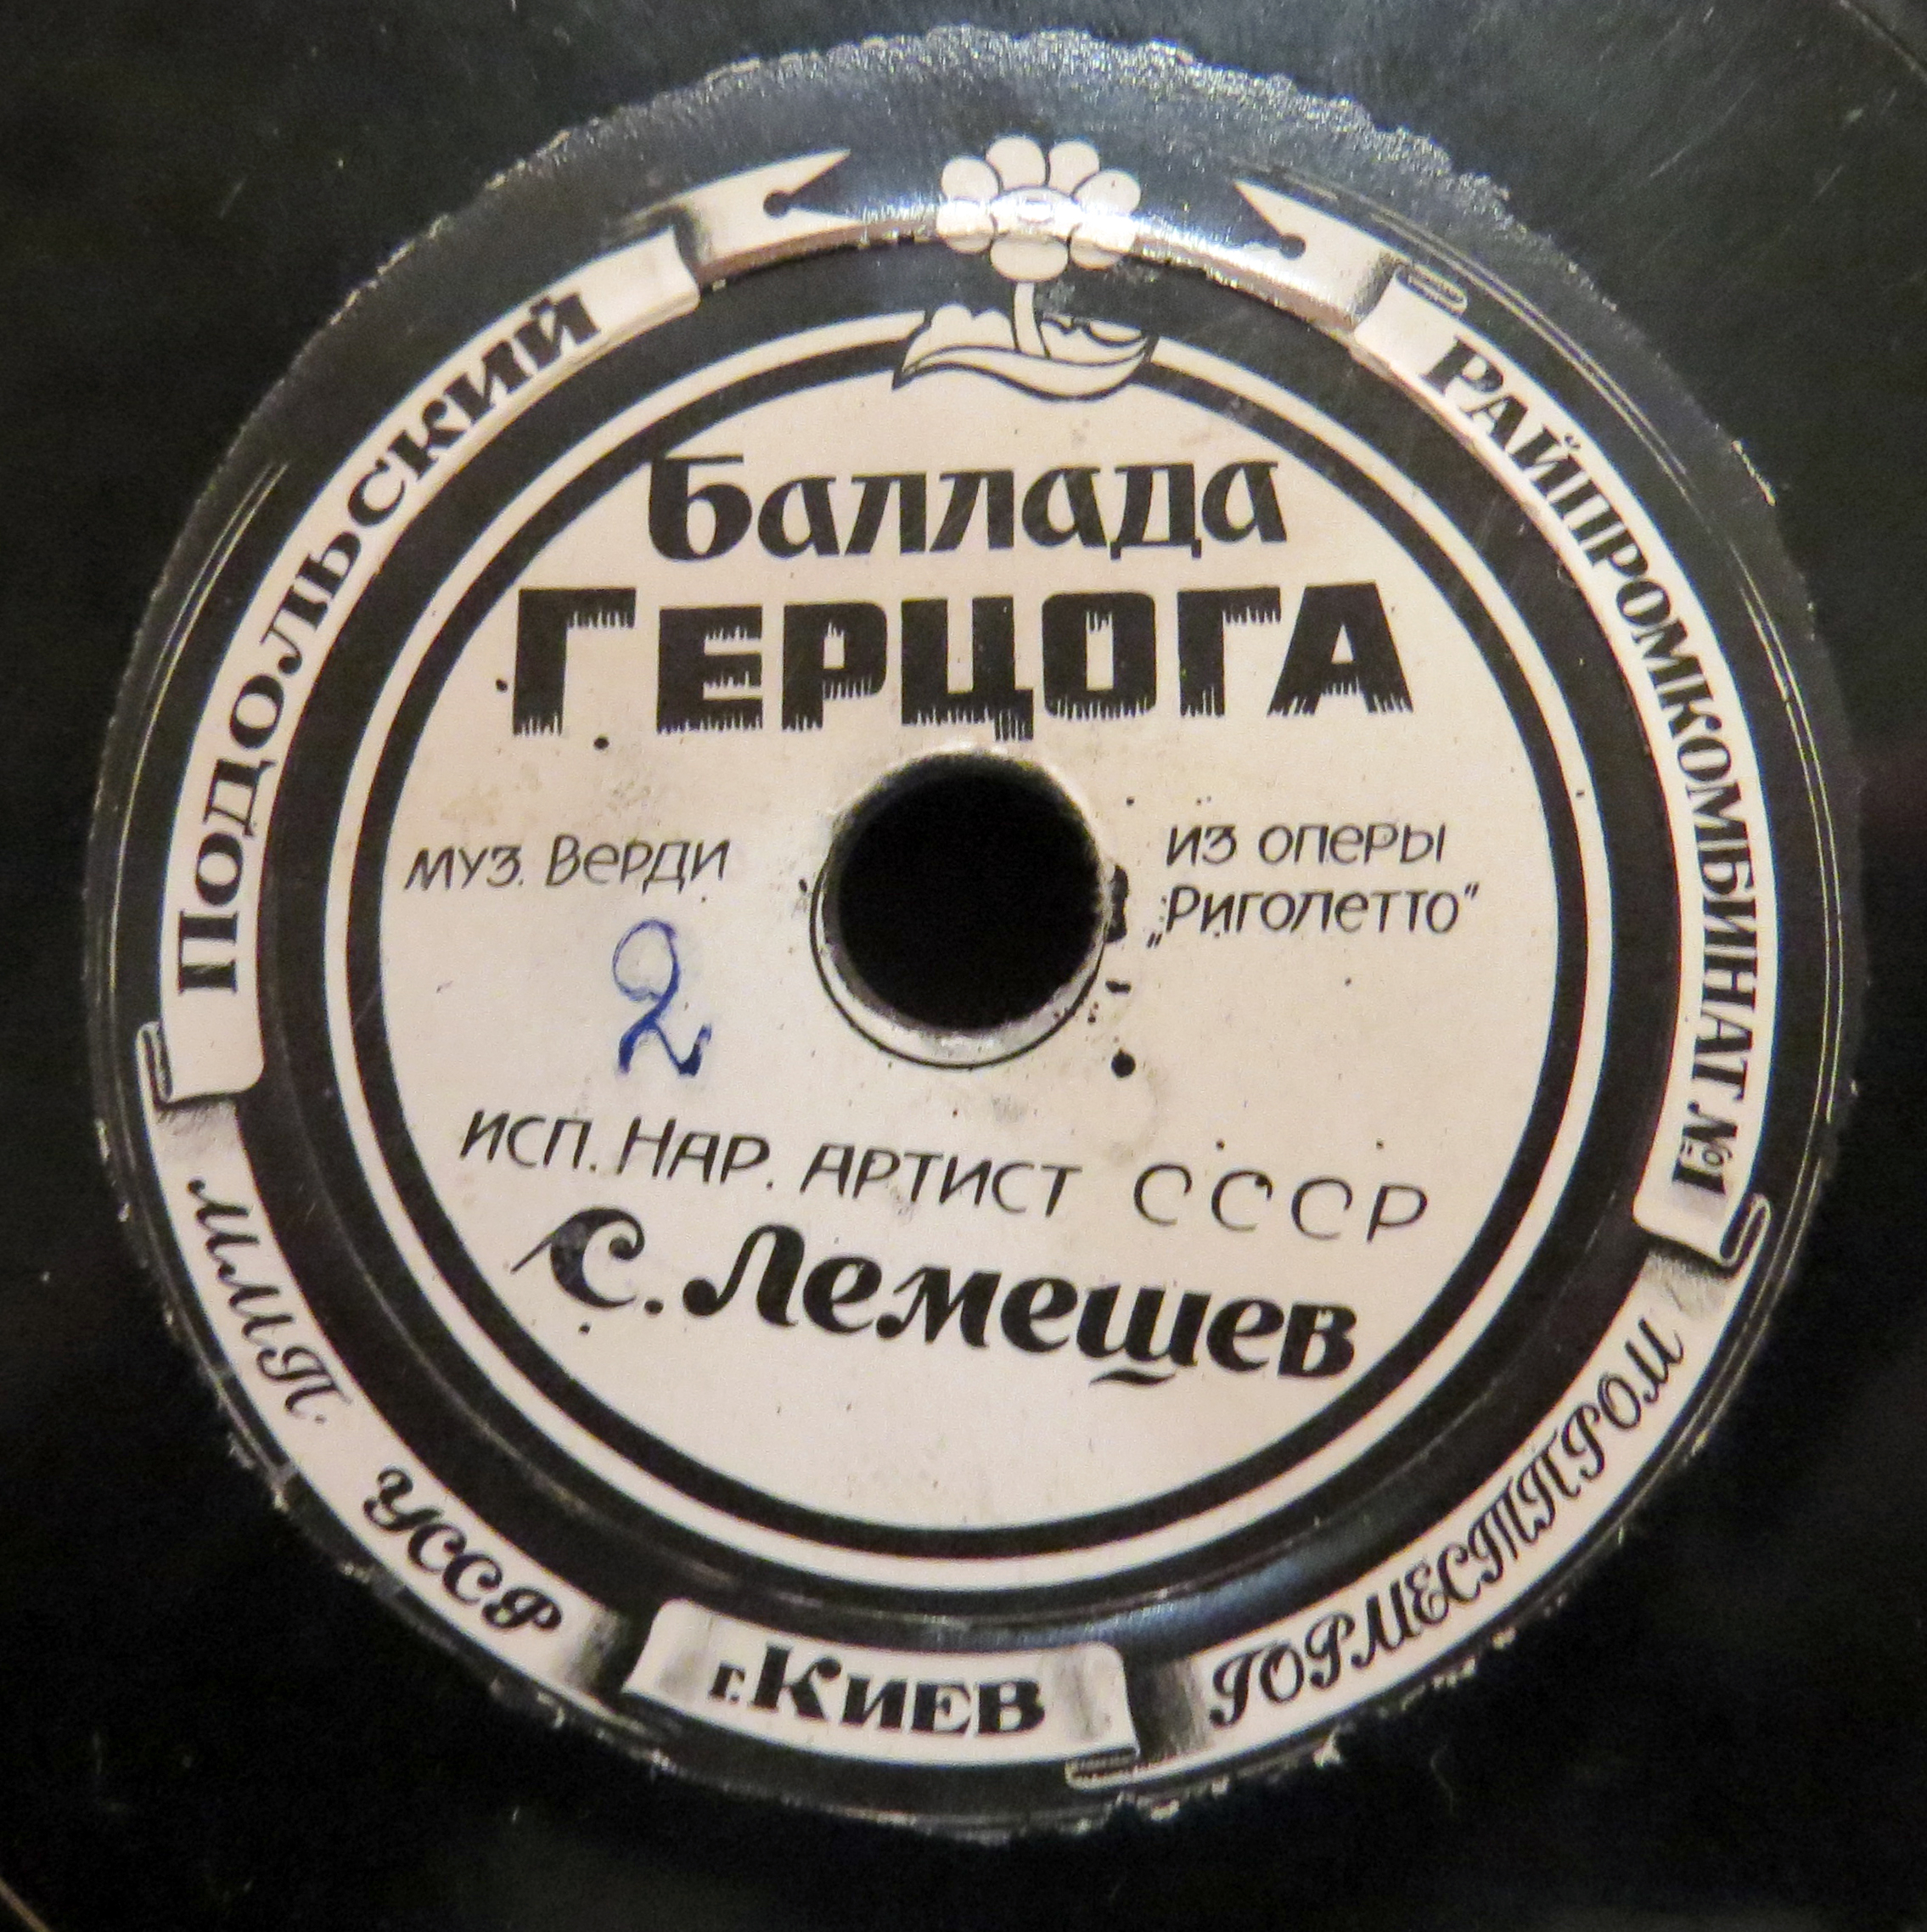 Подольский
Райпромкомбинат №1
Баллада
Герцога
муз. Верди
из оперы
„Риголетто"
2
исп. Нар. артист СССР
С. Лемешев
ММП. УССР
г. Киев
Горместпром